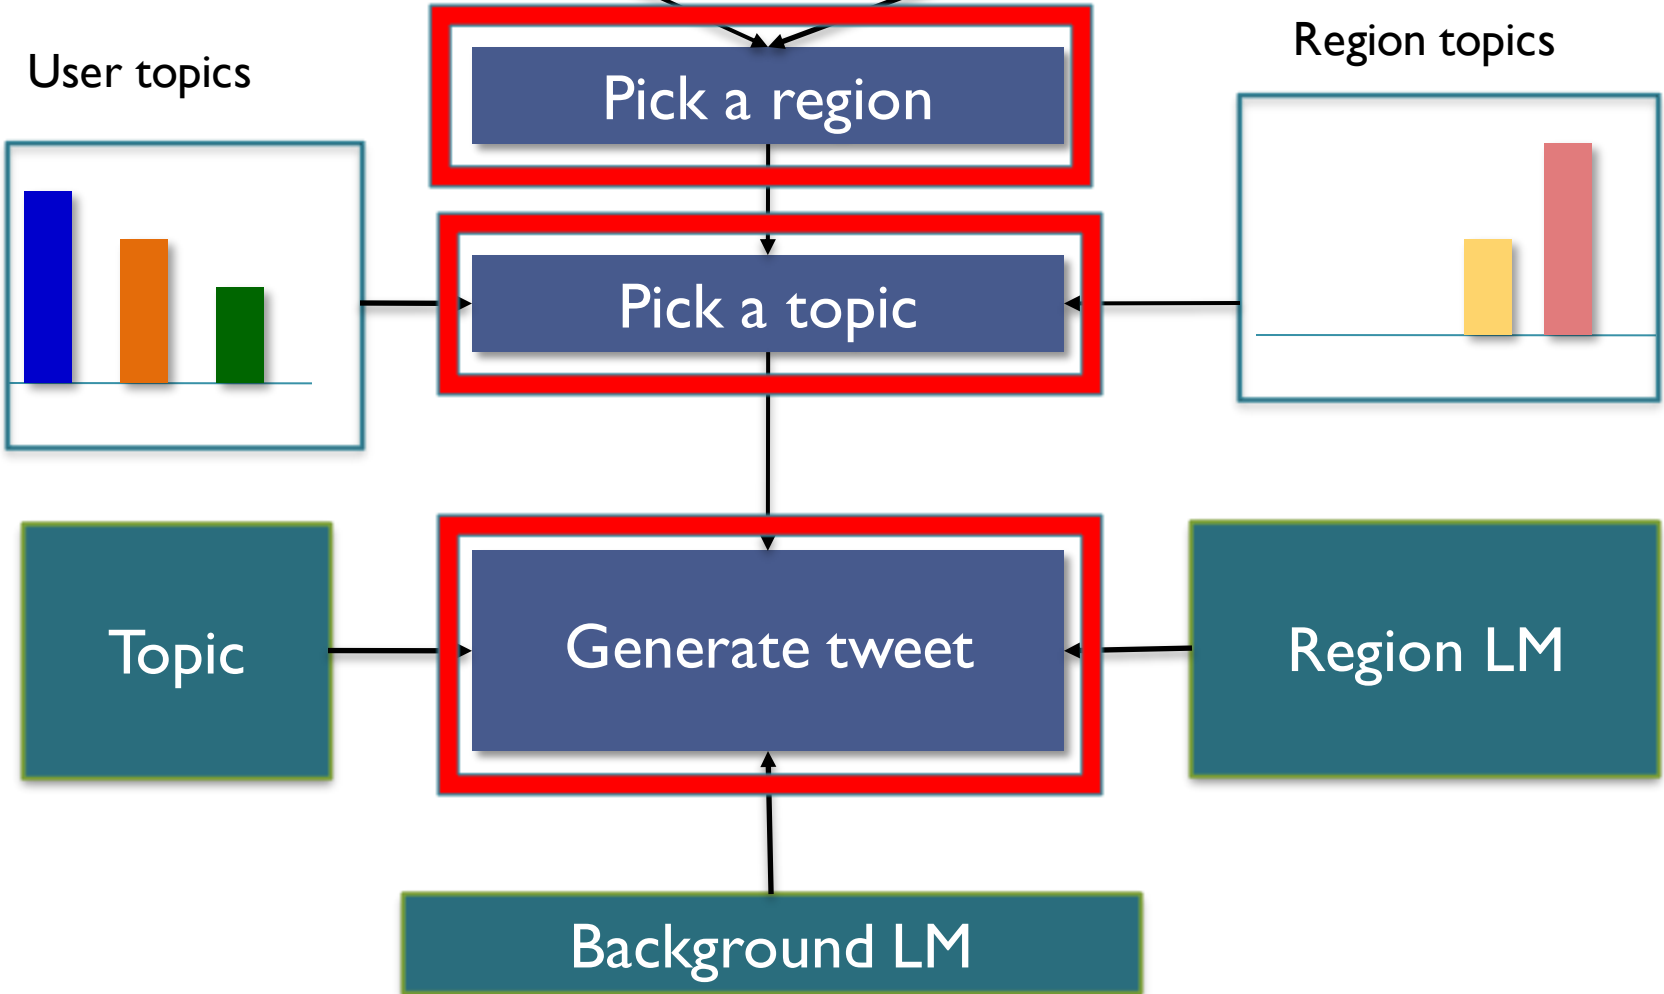 User topics
Pick a region
Region topics
Pick a topic
Topic
Generate tweet
Region LM
Background LM